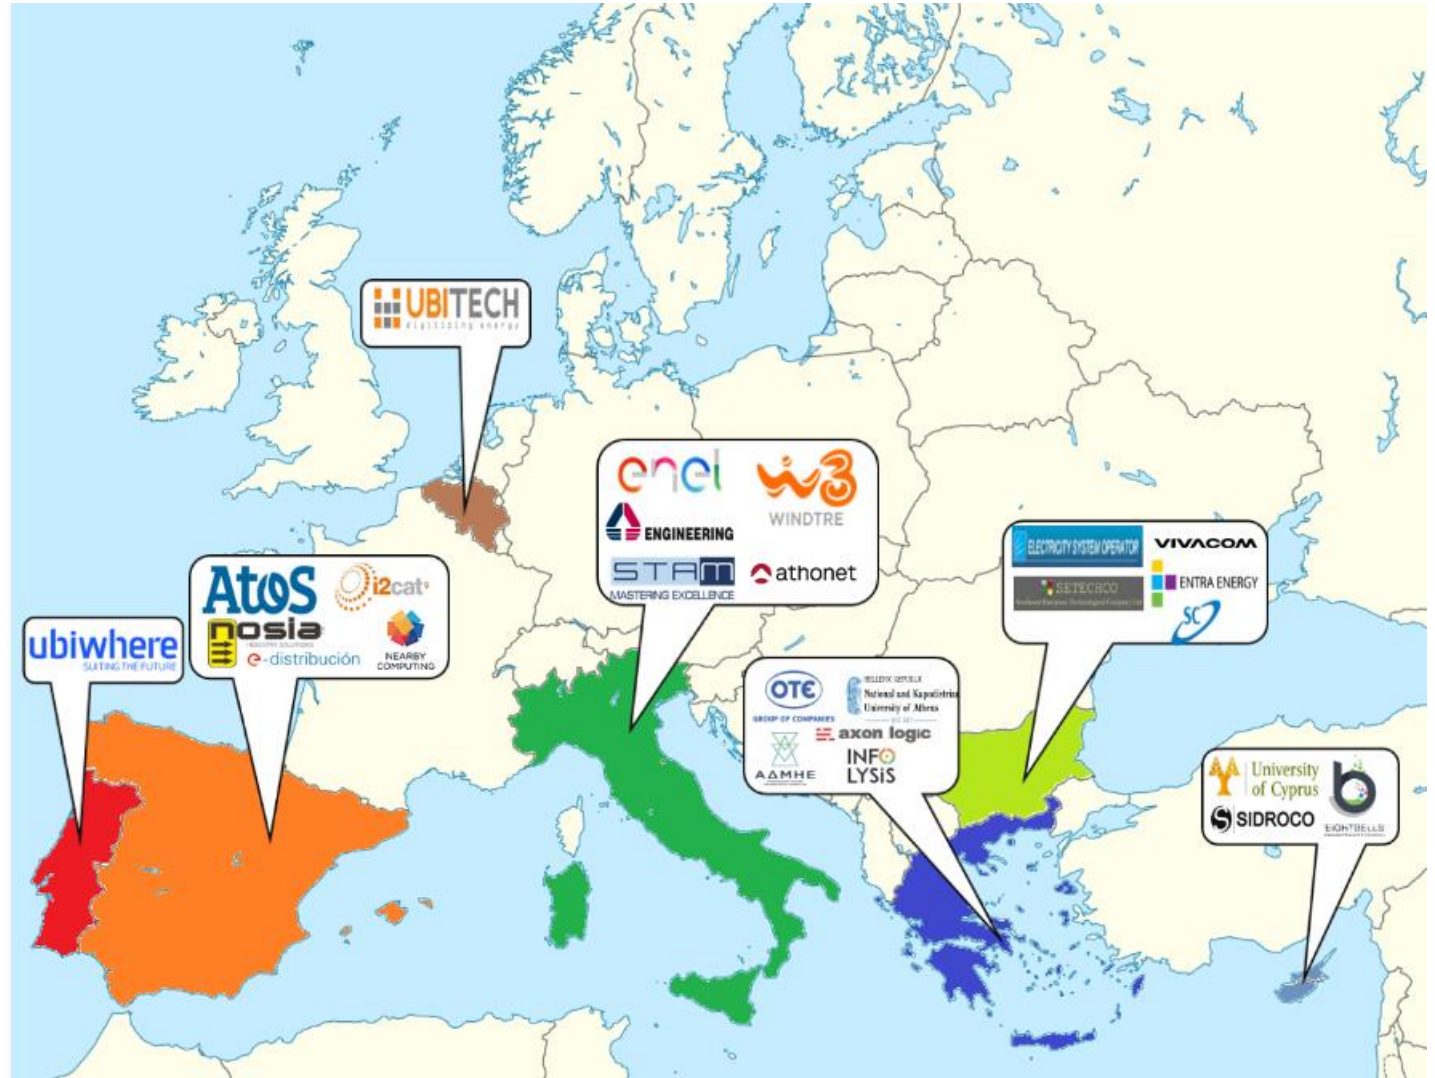 UBITECH
digitizing energy
enel
W3
WINDTRE
ENGINEERING
STAM
MASTERING EXCELLENCE
athonet
ELECTRICITY SYSTEM OPERATOR
VIVACOM
SETECHCO
ENTRA ENERGY
SC
Atos
i2cat
nosia
INDUSTRY SOLUTIONS
e-distribución
NEARBY
COMPUTING
ubiwhere
SUITING THE FUTURE
OTE
GROUP OF COMPANIES
HELLENIC REPUBLIC
National and Kapodistrian
University of Athens
axon logic
ΑΔΜΗΕ
INFO
LYSiS
University
of Cyprus
SIDROCO
EIGHTBELLS